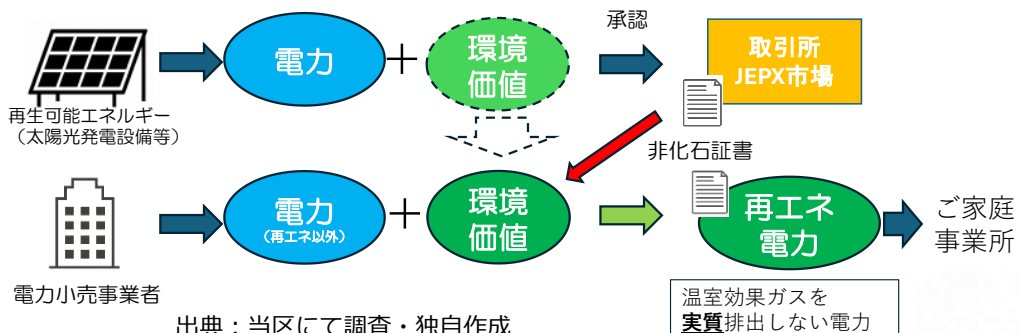 承認
電力
+
環境
価値
取引所
JEPX市場
再生可能エネルギー
(太陽光発電設備等)
非化石証書
電力
(再エネ以外)
+
環境
価値
再エネ
電力
ご家庭
事業所
電力小売事業者
温室効果ガスを
実質排出しない電力
出典：当区にて調査・独自作成